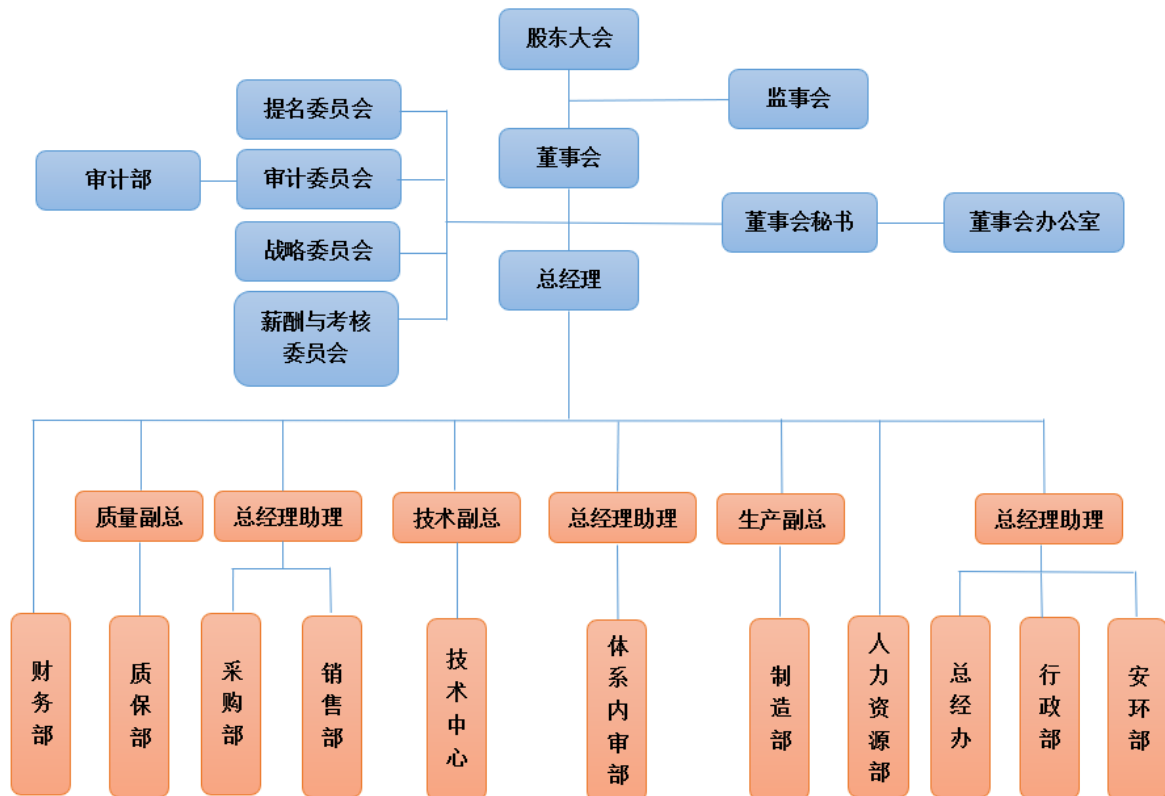 股东大会
监事会
提名委员会
董事会
审计部
审计委员会
董事会秘书
董事会办公室
战略委员会
总经理
薪酬与考核
委员会
质量副总
总经理助理
技术副总
总经理助理
生产副总
总经理助理
财务部
质保部
采购部
销售部
技术中心
体系内审部
制造部
人力资源部
总经办
行政部
安环部